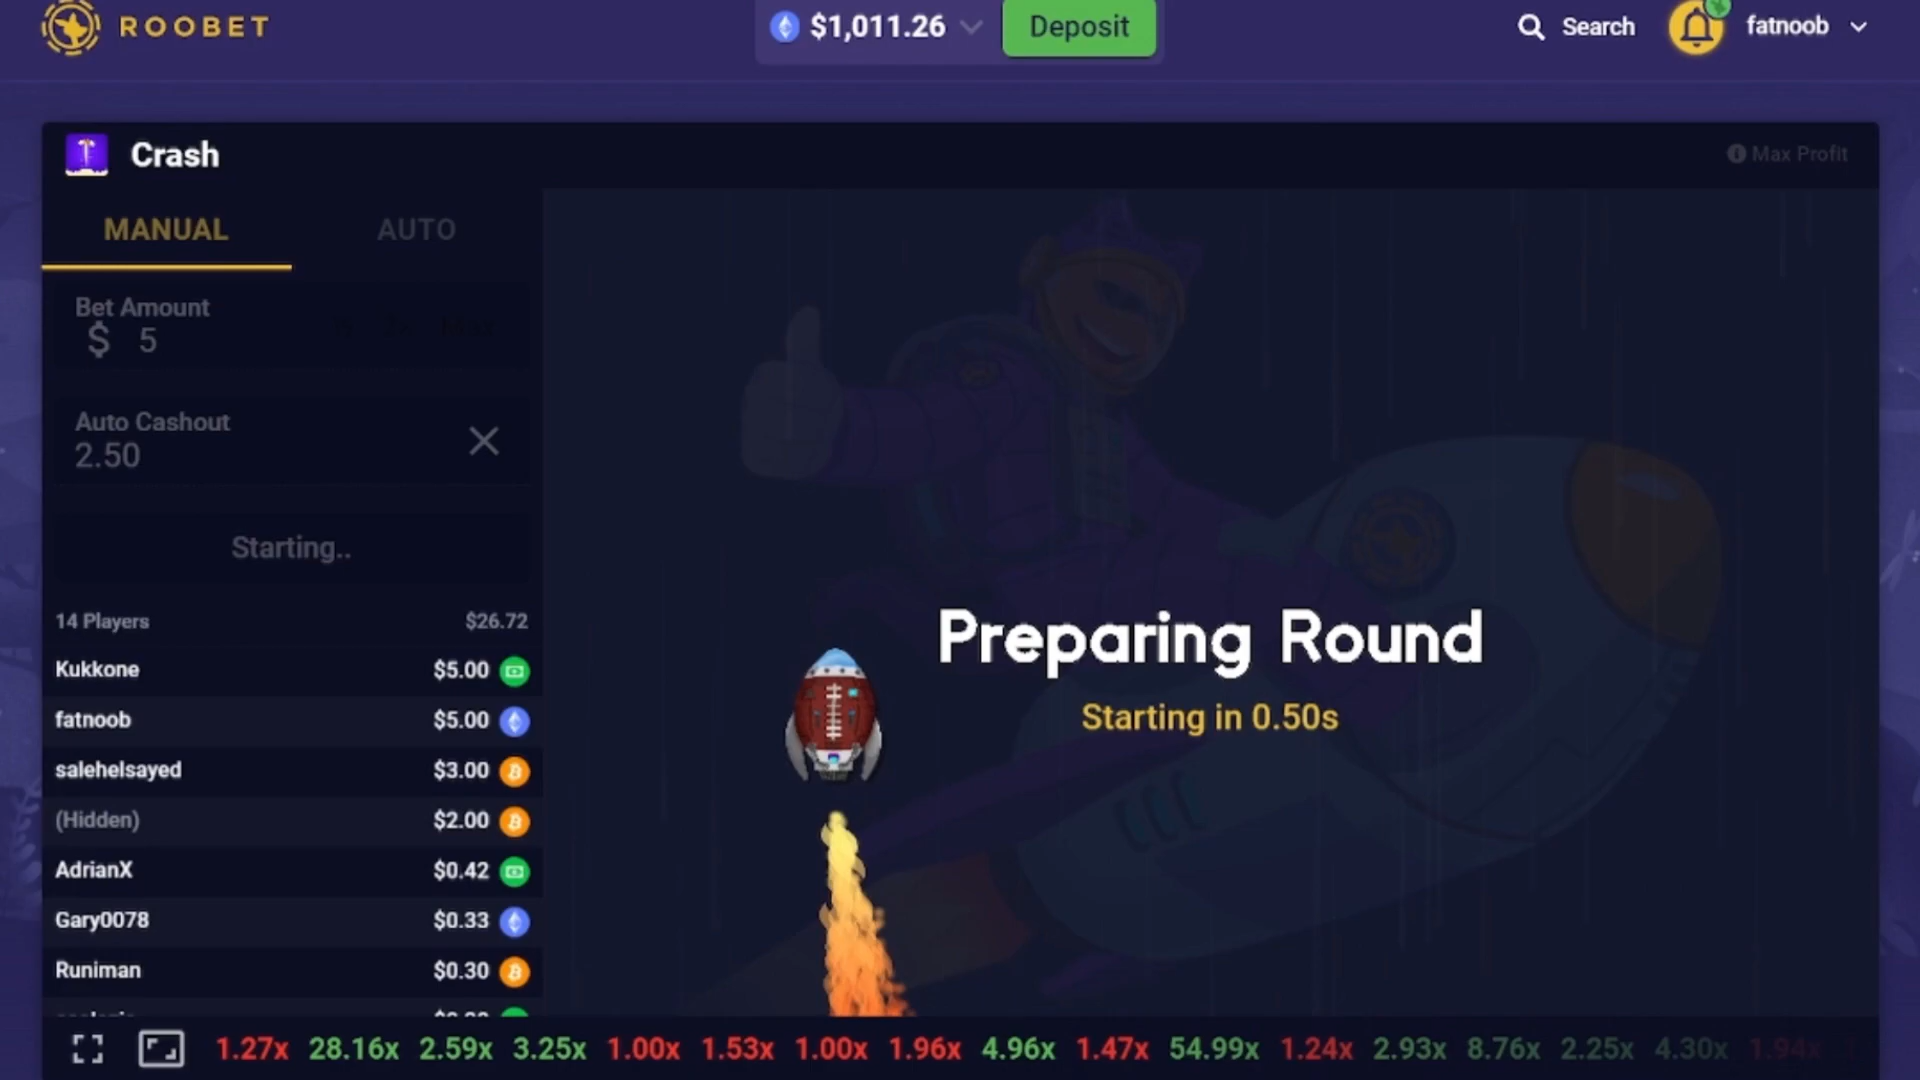 ROOBET
$1,011.26
Deposit
Search
fatnoob
Crash
Max Profit
MANUAL
AUTO
Bet Amount
$ 5
Auto Cashout
2.50
Starting..
14 Players $26.72
Kukkone $5.00
fatnoob $5.00
salehelsayed $3.00
(Hidden) $2.00
AdrianX $0.42
Gary0078 $0.33
Runiman $0.30
Preparing Round
Starting in 0.50s
1.27x 28.16x 2.59x 3.25x 1.00x 1.53x 1.00x 1.96x 4.96x 1.47x 54.99x 1.24x 2.93x 8.76x 2.25x 4.30x 1.94x